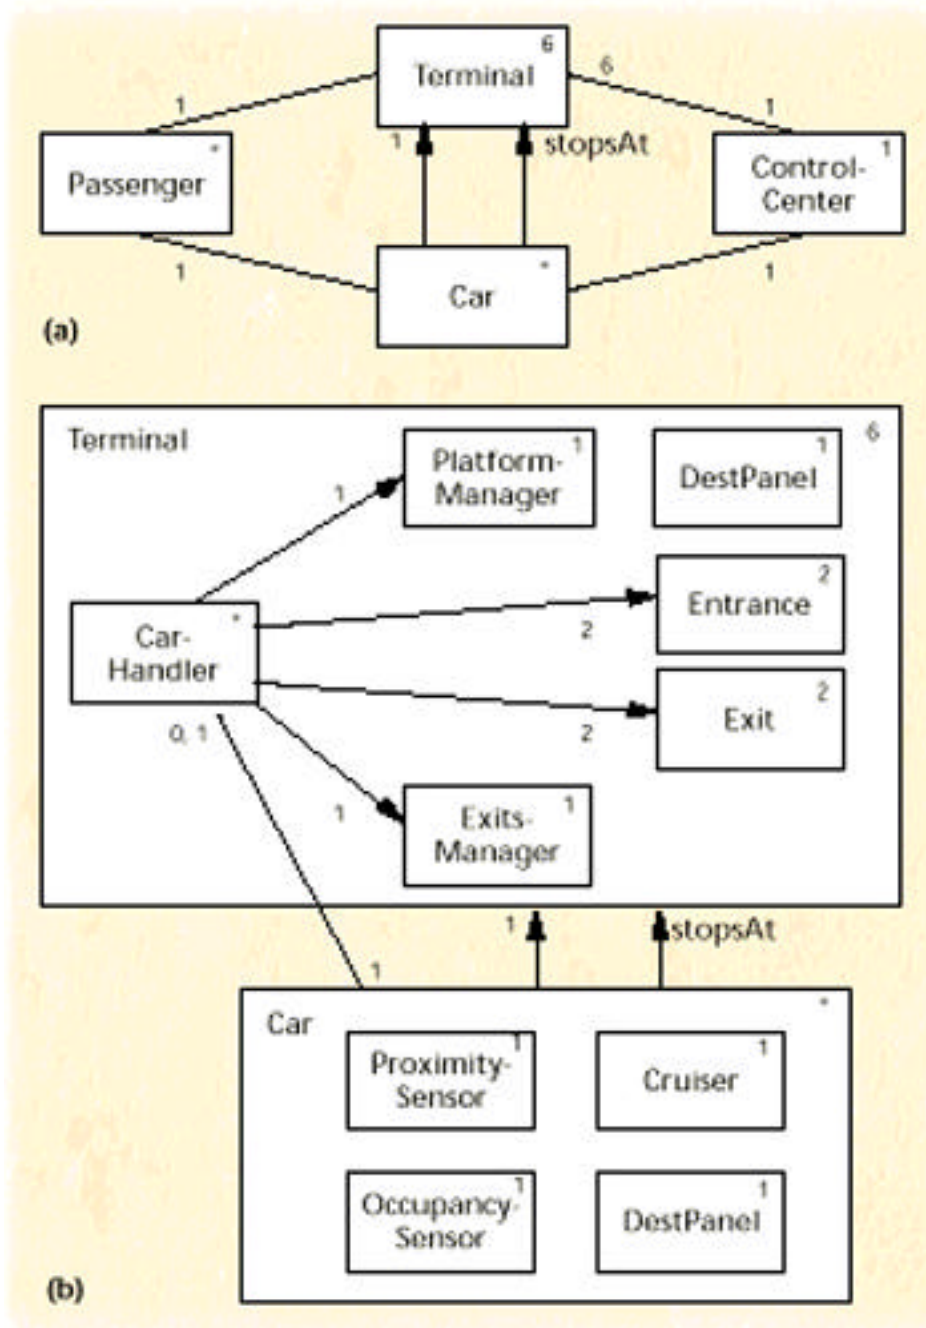 6
Terminal
6
1
1
1
stopsAt
*
Passenger
1
Control-
Center
1
*
1
Car
(a)
Terminal
6
Platform-
Manager
1
DestPanel
1
1
Entrance
2
2
Car-
Handler
*
Exit
2
2
0, 1
1
Exits-
Manager
1
1
stopsAt
1
Car
*
Proximity-
Sensor
1
Cruiser
1
Occupancy-
Sensor
1
DestPanel
1
(b)